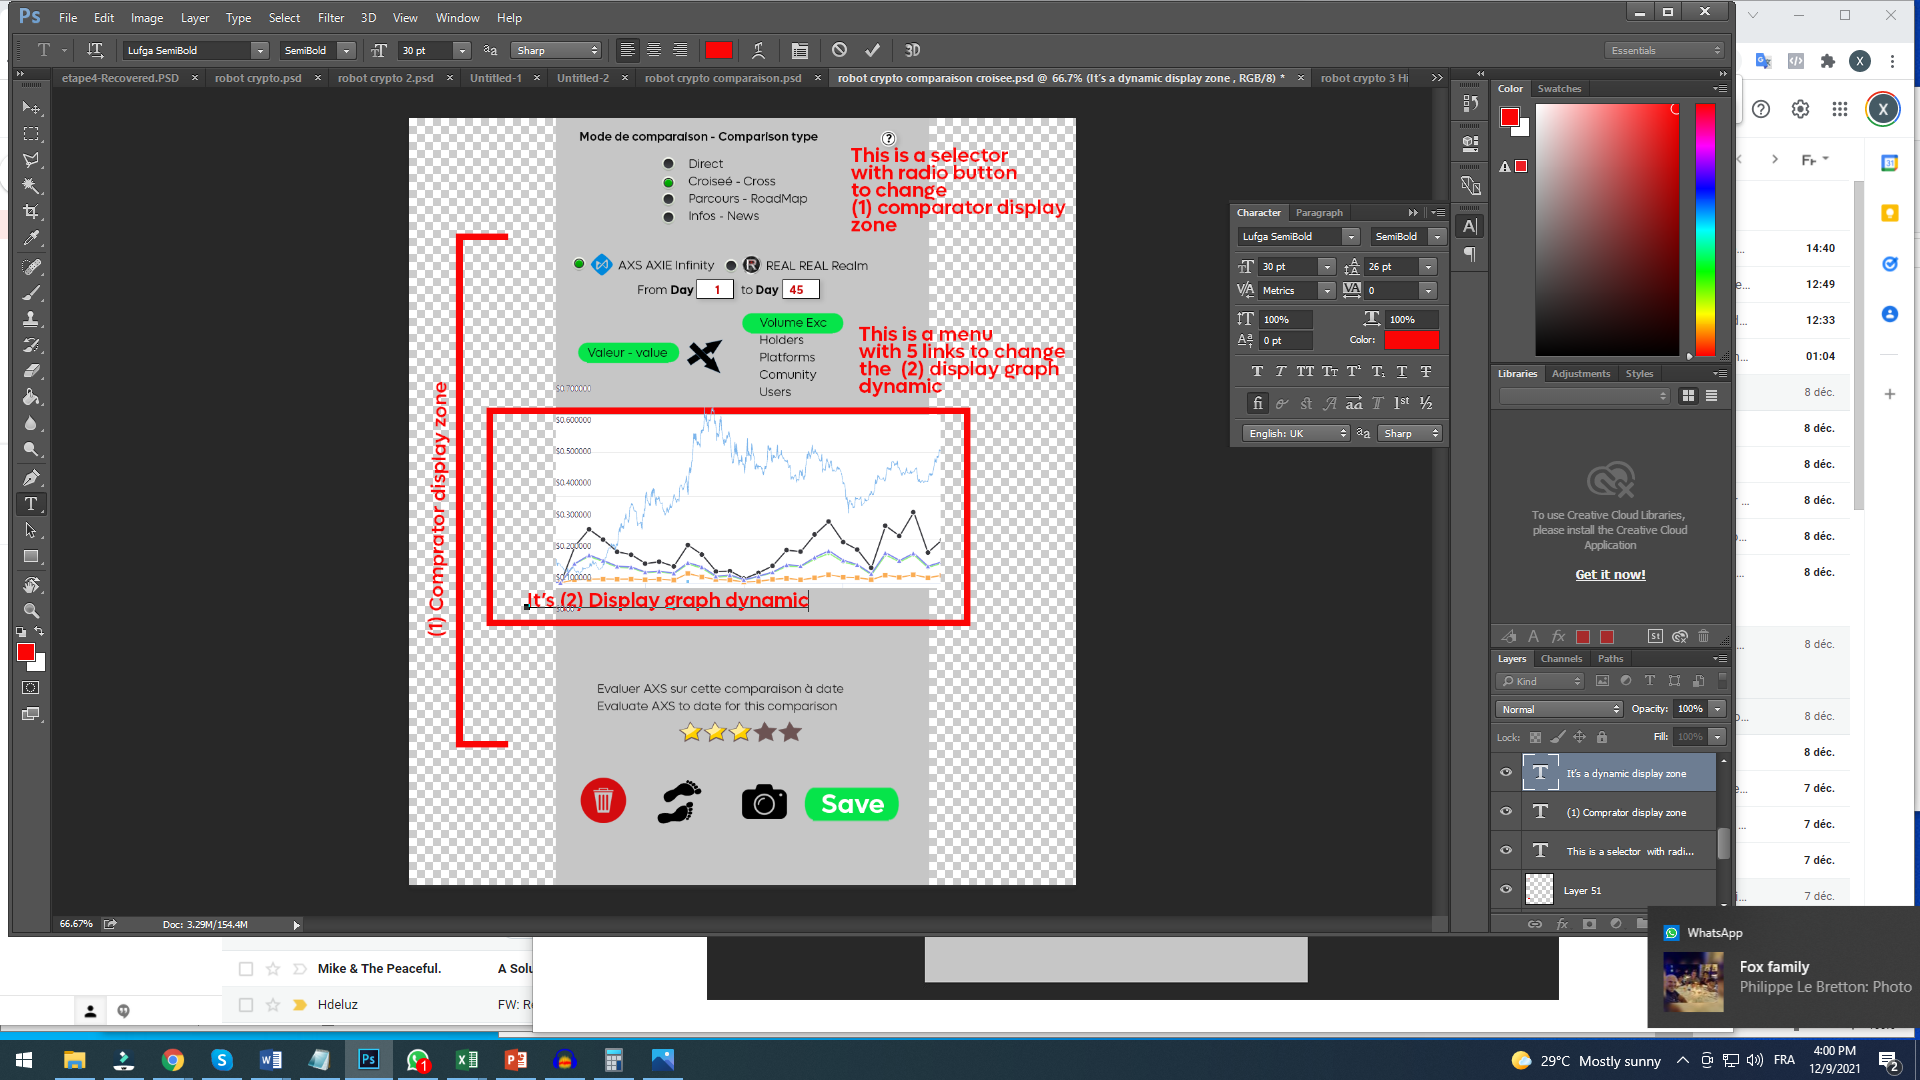 Ps File Edit Image Layer Type Select Filter 3D View Window Help
T Lufga SemiBold SemiBold 30 pt aa Sharp 3D Essentials
etape4-Recovered.PSD × robot crypto.psd × robot crypto 2.psd × Untitled-1 × Untitled-2 × robot crypto comparaison.psd × robot crypto comparaison croisee.psd @ 66.7% (It's a dynamic display zone , RGB/8) * × robot crypto 3 Hi
Mode de comparaison - Comparison type ?
Direct
Croiseé - Cross
Parcours - RoadMap
Infos - News
This is a selector
with radio button
to change
(1) comparator display
zone
AXS AXIE Infinity R REAL REAL Realm
From Day 1 to Day 45
Volume Exc
Holders
Platforms
Comunity
Users
Valeur - value
This is a menu
with 5 links to change
the (2) display graph
dynamic
$0.700000
$0.600000
$0.500000
$0.400000
$0.300000
$0.200000
$0.100000
It's (2) Display graph dynamic
(1) Comprator display zone
Evaluer AXS sur cette comparaison à date
Evaluate AXS to date for this comparison
Save
66.67% Doc: 3.29M/154.4M
Character Paragraph
Lufga SemiBold SemiBold
30 pt 26 pt
Metrics 0
100% 100%
0 pt Color:
English: UK aa Sharp
Color Swatches
Libraries Adjustments Styles
To use Creative Cloud Libraries,
please install the Creative Cloud
Application
Get it now!
Layers Channels Paths
Kind
Normal Opacity: 100%
Lock: Fill: 100%
It's a dynamic display zone
(1) Comprator display zone
This is a selector with radi...
Layer 51
X
X
Fr
14:40
12:49
12:33
01:04
8 déc.
8 déc.
8 déc.
8 déc.
8 déc.
8 déc.
8 déc.
8 déc.
8 déc.
7 déc.
7 déc.
7 déc.
7 déc.
Mike & The Peaceful. A Solu
Hdeluz FW: Re
WhatsApp
Fox family
Philippe Le Bretton: Photo
29°C Mostly sunny FRA 4:00 PM
12/9/2021
2